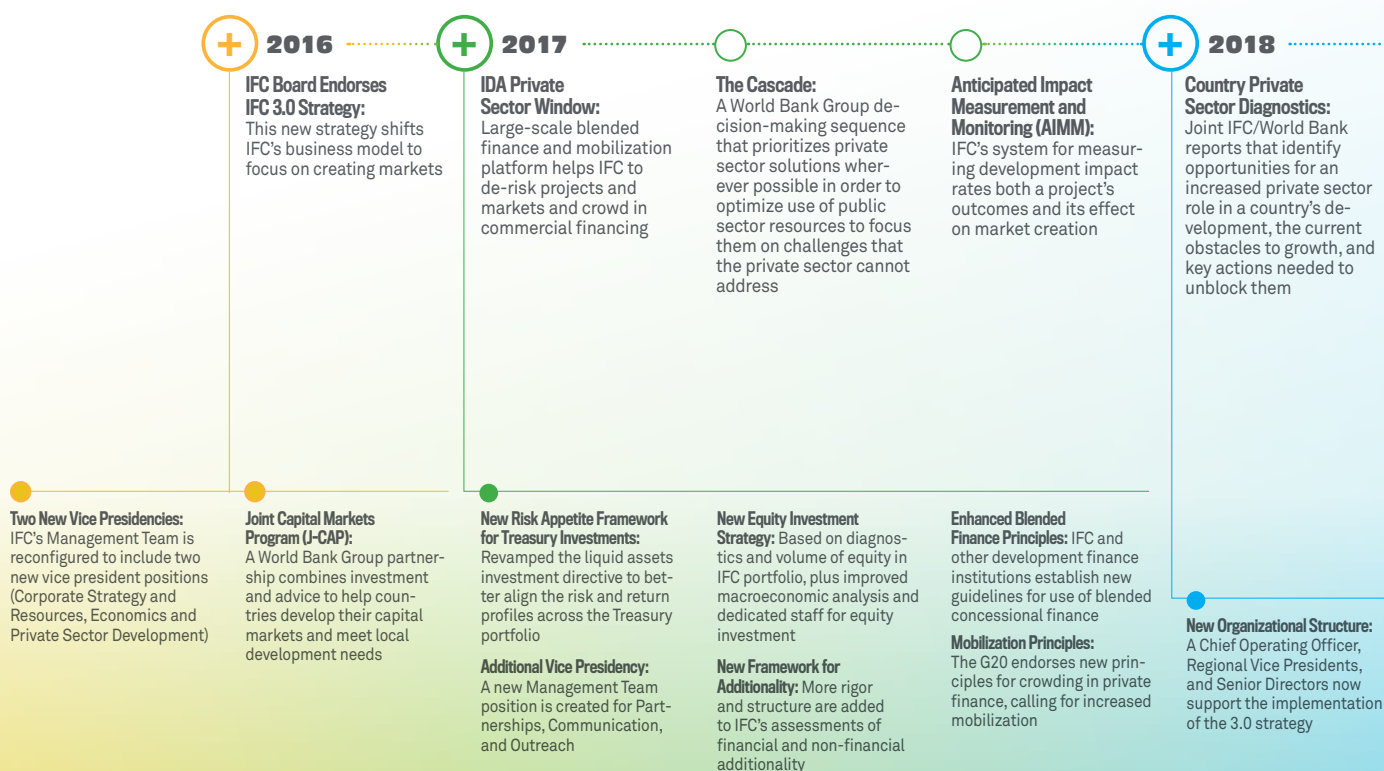 2016
IFC Board Endorses
IFC 3.0 Strategy:
This new strategy shifts
IFC's business model to
focus on creating markets
2017
IDA Private
Sector Window:
Large-scale blended
finance and mobilization
platform helps IFC to
de-risk projects and
markets and crowd in
commercial financing
The Cascade:
A World Bank Group de-
cision-making sequence
that prioritizes private
sector solutions wher-
ever possible in order to
optimize use of public
sector resources to focus
them on challenges that
the private sector cannot
address
Anticipated Impact
Measurement and
Monitoring (AIMM):
IFC's system for measur-
ing development impact
rates both a project's
outcomes and its effect
on market creation
2018
Country Private
Sector Diagnostics:
Joint IFC/World Bank
reports that identify
opportunities for an
increased private sector
role in a country's de-
velopment, the current
obstacles to growth, and
key actions needed to
unblock them
Two New Vice Presidencies:
IFC's Management Team is
reconfigured to include two
new vice president positions
(Corporate Strategy and
Resources, Economics and
Private Sector Development)
Joint Capital Markets
Program (J-CAP):
A World Bank Group partner-
ship combines investment
and advice to help coun-
tries develop their capital
markets and meet local
development needs
New Risk Appetite Framework
for Treasury Investments:
Revamped the liquid assets
investment directive to bet-
ter align the risk and return
profiles across the Treasury
portfolio
Additional Vice Presidency:
A new Management Team
position is created for Part-
nerships, Communication,
and Outreach
New Equity Investment
Strategy: Based on diagnos-
tics and volume of equity in
IFC portfolio, plus improved
macroeconomic analysis and
dedicated staff for equity
investment
New Framework for
Additionality: More rigor
and structure are added
to IFC's assessments of
financial and non-financial
additionality
Enhanced Blended
Finance Principles: IFC and
other development finance
institutions establish new
guidelines for use of blended
concessional finance
Mobilization Principles:
The G20 endorses new prin-
ciples for crowding in private
finance, calling for increased
mobilization
New Organizational Structure:
A Chief Operating Officer,
Regional Vice Presidents,
and Senior Directors now
support the implementation
of the 3.0 strategy